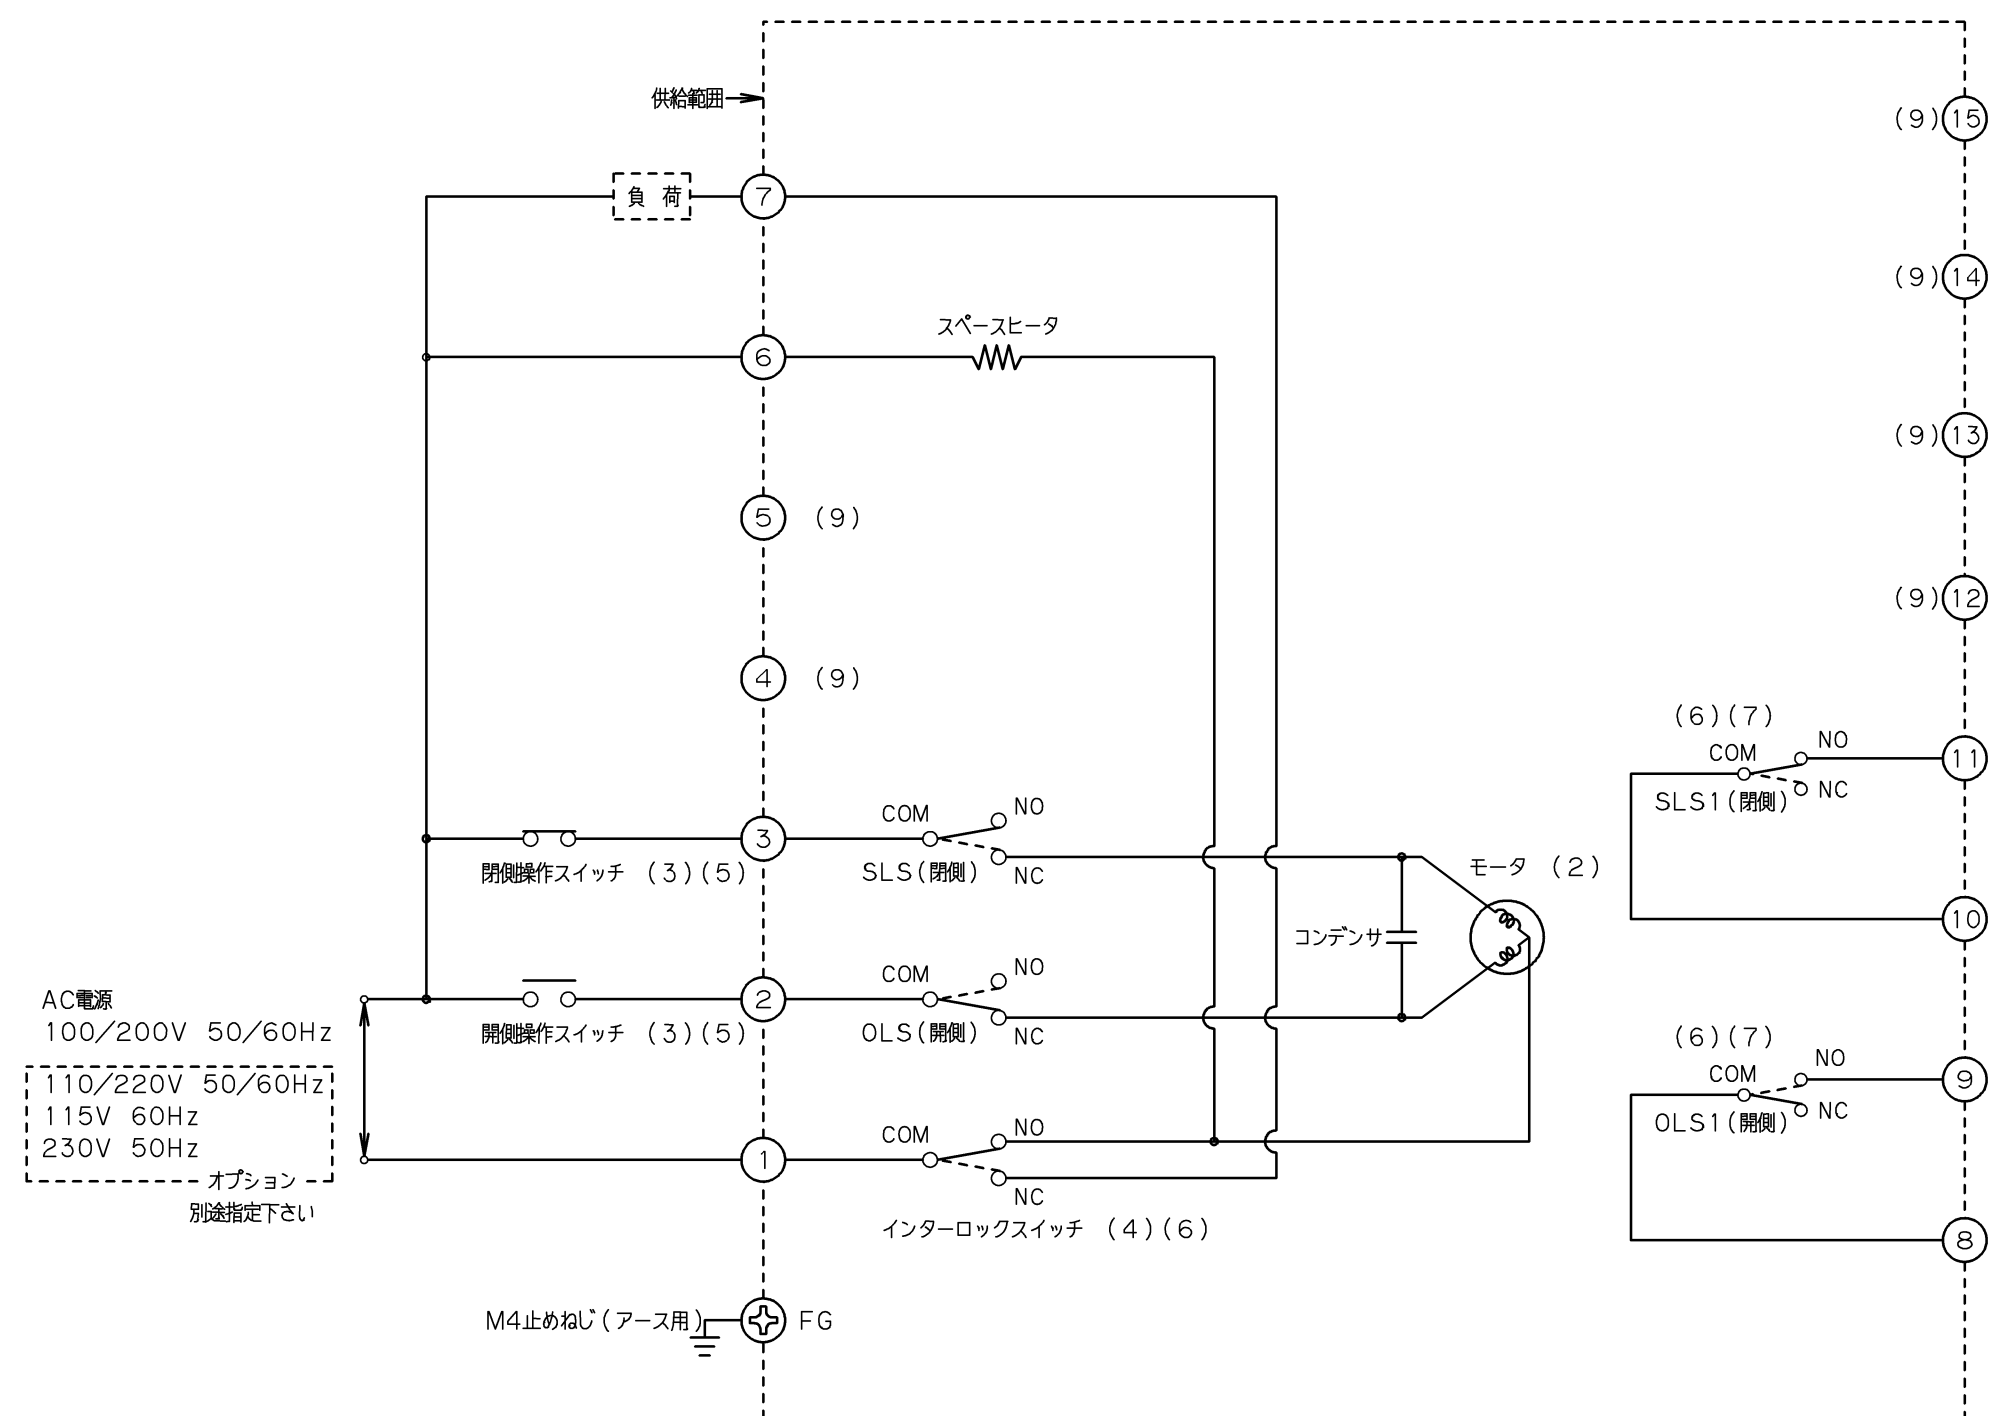 供給範囲
(9) 15
負 荷 7
(9) 14
スペースヒータ
6
(9) 13
5 (9)
(9) 12
4 (9)
(6)(7)
COM NO
11
NC
SLS1(閉側)
COM NO
3
NC
閉側操作スイッチ (3)(5)
SLS(閉側)
モータ (2)
10
コンデンサ
COM NO
2
NC
開側操作スイッチ (3)(5)
OLS(開側)
AC電源
100/200V 50/60Hz
110/220V 50/60Hz
115V 60Hz
230V 50Hz
オプション
別途指定下さい
(6)(7)
COM NO
9
NC
OLS1(開側)
COM NO
1
NC
インターロックスイッチ (4)(6)
8
M4止めねじ(アース用) FG